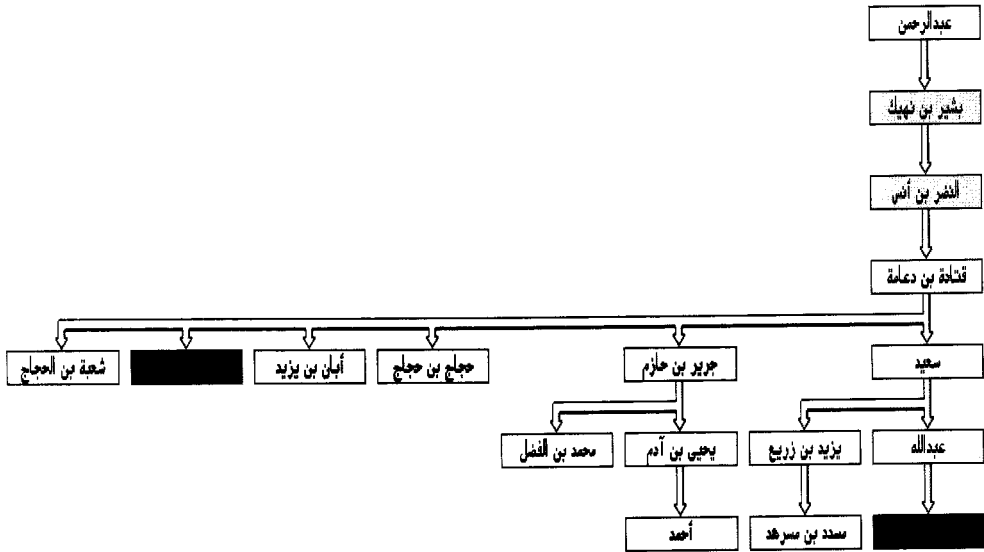 عبدالرحمن
بشير بن نهيك
النضر بن أنس
قتادة بن دعامة
سعيد
جرير بن حازم
حجاج بن حجاج
أبان بن يزيد
شعبة بن الحجاج
عبدالله
يزيد بن زريع
يحيى بن آدم
محمد بن الفضل
مسدد بن مسرهد
أحمد